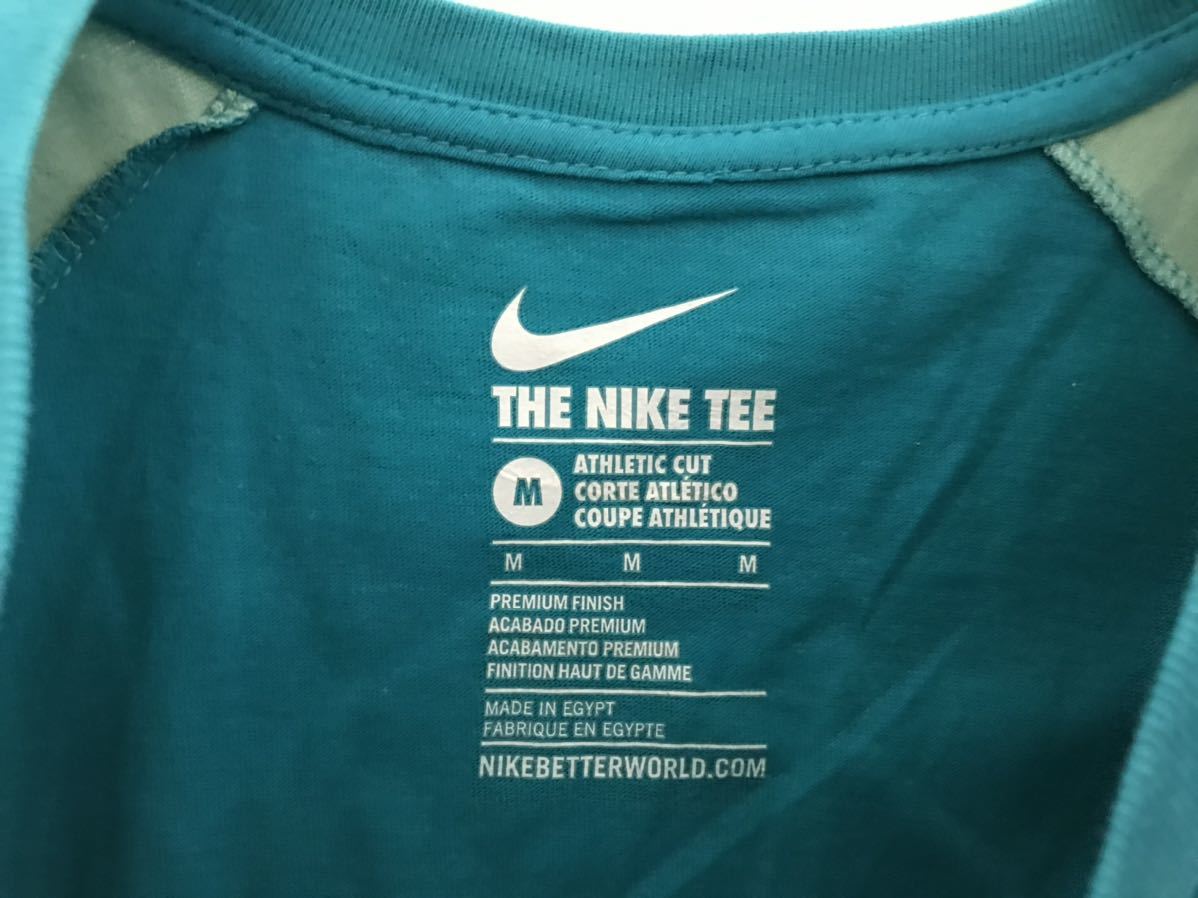 THE NIKE TEE
M
ATHLETIC CUT
CORTE ATLÉTICO
COUPE ATHLÉTIQUE
M M M
PREMIUM FINISH
ACABADO PREMIUM
ACABAMENTO PREMIUM
FINITION HAUT DE GAMME
MADE IN EGYPT
FABRIQUE EN EGYPTE
NIKEBETTERWORLD.COM